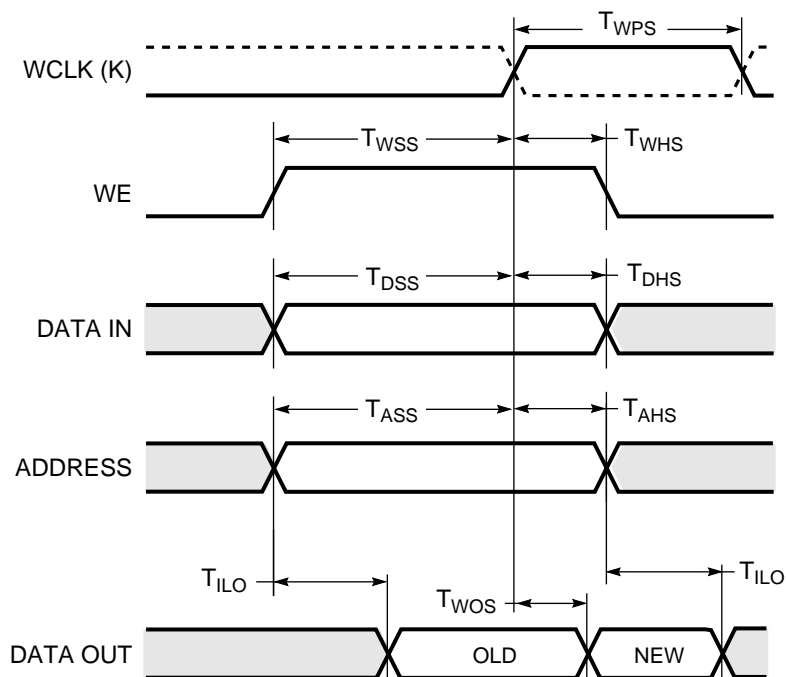 T_WPS
WCLK (K)
T_WSS T_WHS
WE
T_DSS T_DHS
DATA IN
T_ASS T_AHS
ADDRESS
T_ILO T_WOS T_ILO
DATA OUT OLD NEW